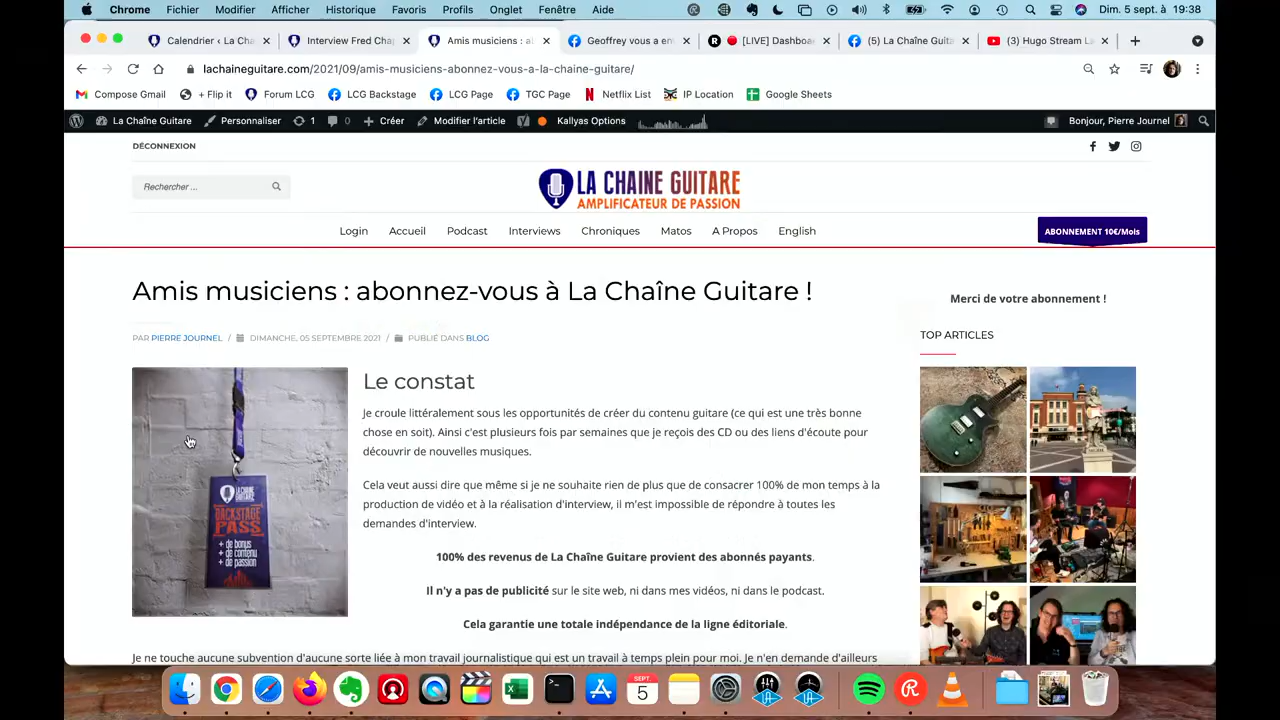 Chrome Fichier Modifier Afficher Historique Favoris Profils Onglet Fenêtre Aide Dim. 5 sept. à 19:38
Calendrier ‹ La Cha Interview Fred Chap Amis musiciens : ab Geoffrey vous a en [LIVE] Dashboa (5) La Chaîne Guita (3) Hugo Stream La
lachaineguitare.com/2021/09/amis-musiciens-abonnez-vous-a-la-chaine-guitare/
Compose Gmail + Flip it Forum LCG LCG Backstage LCG Page TGC Page Netflix List IP Location Google Sheets
La Chaîne Guitare Personnaliser 1 0 Créer Modifier l'article Kallyas Options Bonjour, Pierre Journel
DÉCONNEXION
Rechercher ...
LA CHAINE GUITARE
AMPLIFICATEUR DE PASSION
Login Accueil Podcast Interviews Chroniques Matos A Propos English
ABONNEMENT 10€/Mois
Amis musiciens : abonnez-vous à La Chaîne Guitare !
PAR PIERRE JOURNEL / DIMANCHE, 05 SEPTEMBRE 2021 / PUBLIÉ DANS BLOG
LA CHAINE
GUITARE
BACKSTAGE
PASS
+ de bonus
+ de contenu
+ de passion
Le constat
Je croule littéralement sous les opportunités de créer du contenu guitare (ce qui est une très bonne
chose en soit). Ainsi c'est plusieurs fois par semaines que je reçois des CD ou des liens d'écoute pour
découvrir de nouvelles musiques.
Cela veut aussi dire que même si je ne souhaite rien de plus que de consacrer 100% de mon temps à la
production de vidéo et à la réalisation d'interview, il m'est impossible de répondre à toutes les
demandes d'interview.
100% des revenus de La Chaîne Guitare provient des abonnés payants.
Il n'y a pas de publicité sur le site web, ni dans mes vidéos, ni dans le podcast.
Cela garantie une totale indépendance de la ligne éditoriale.
Je ne touche aucune subvention d'aucune sorte liée à mon travail journalistique qui est un travail à temps plein pour moi. Je n'en demande d'ailleurs
Merci de votre abonnement !
TOP ARTICLES
SEPT.
5